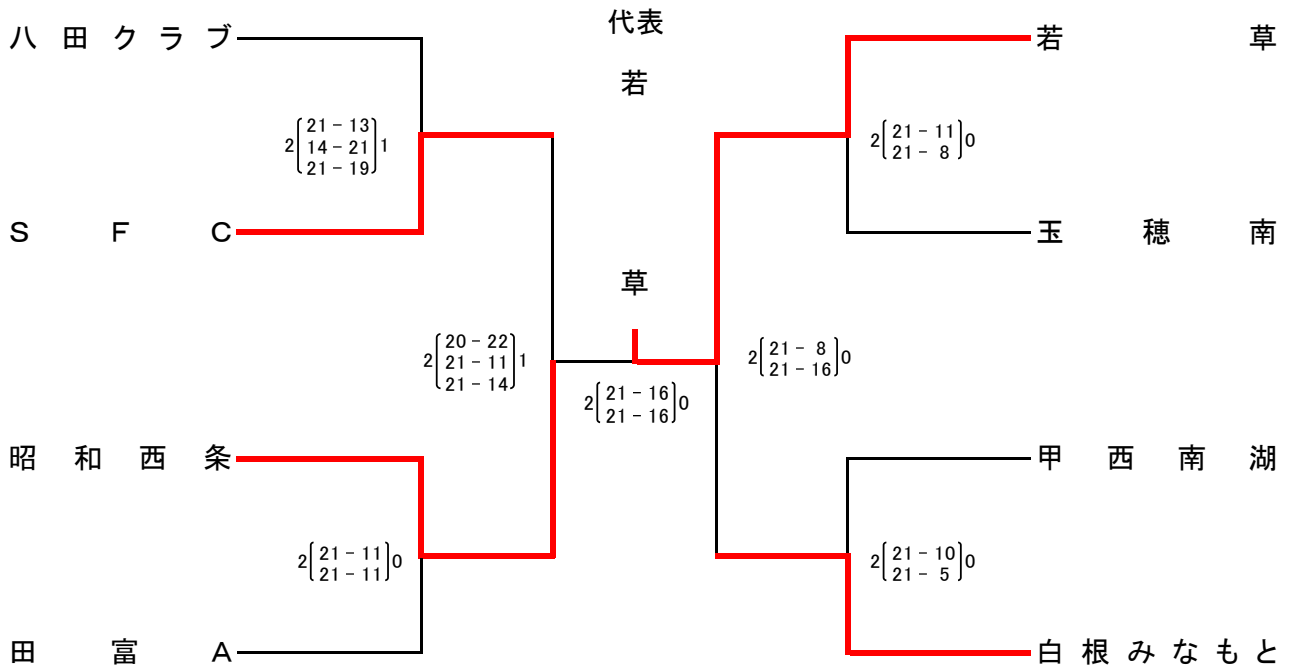 代表
若
草
八田クラブ
2 21 - 13 1
14 - 21
21 - 19
SFC
2 20 - 22 1
21 - 11
21 - 14
昭和西条
2 21 - 11 0
21 - 11
田富A
2 21 - 16 0
21 - 16
若草
2 21 - 11 0
21 - 8
玉穂南
2 21 - 8 0
21 - 16
甲西南湖
2 21 - 10 0
21 - 5
白根みなもと